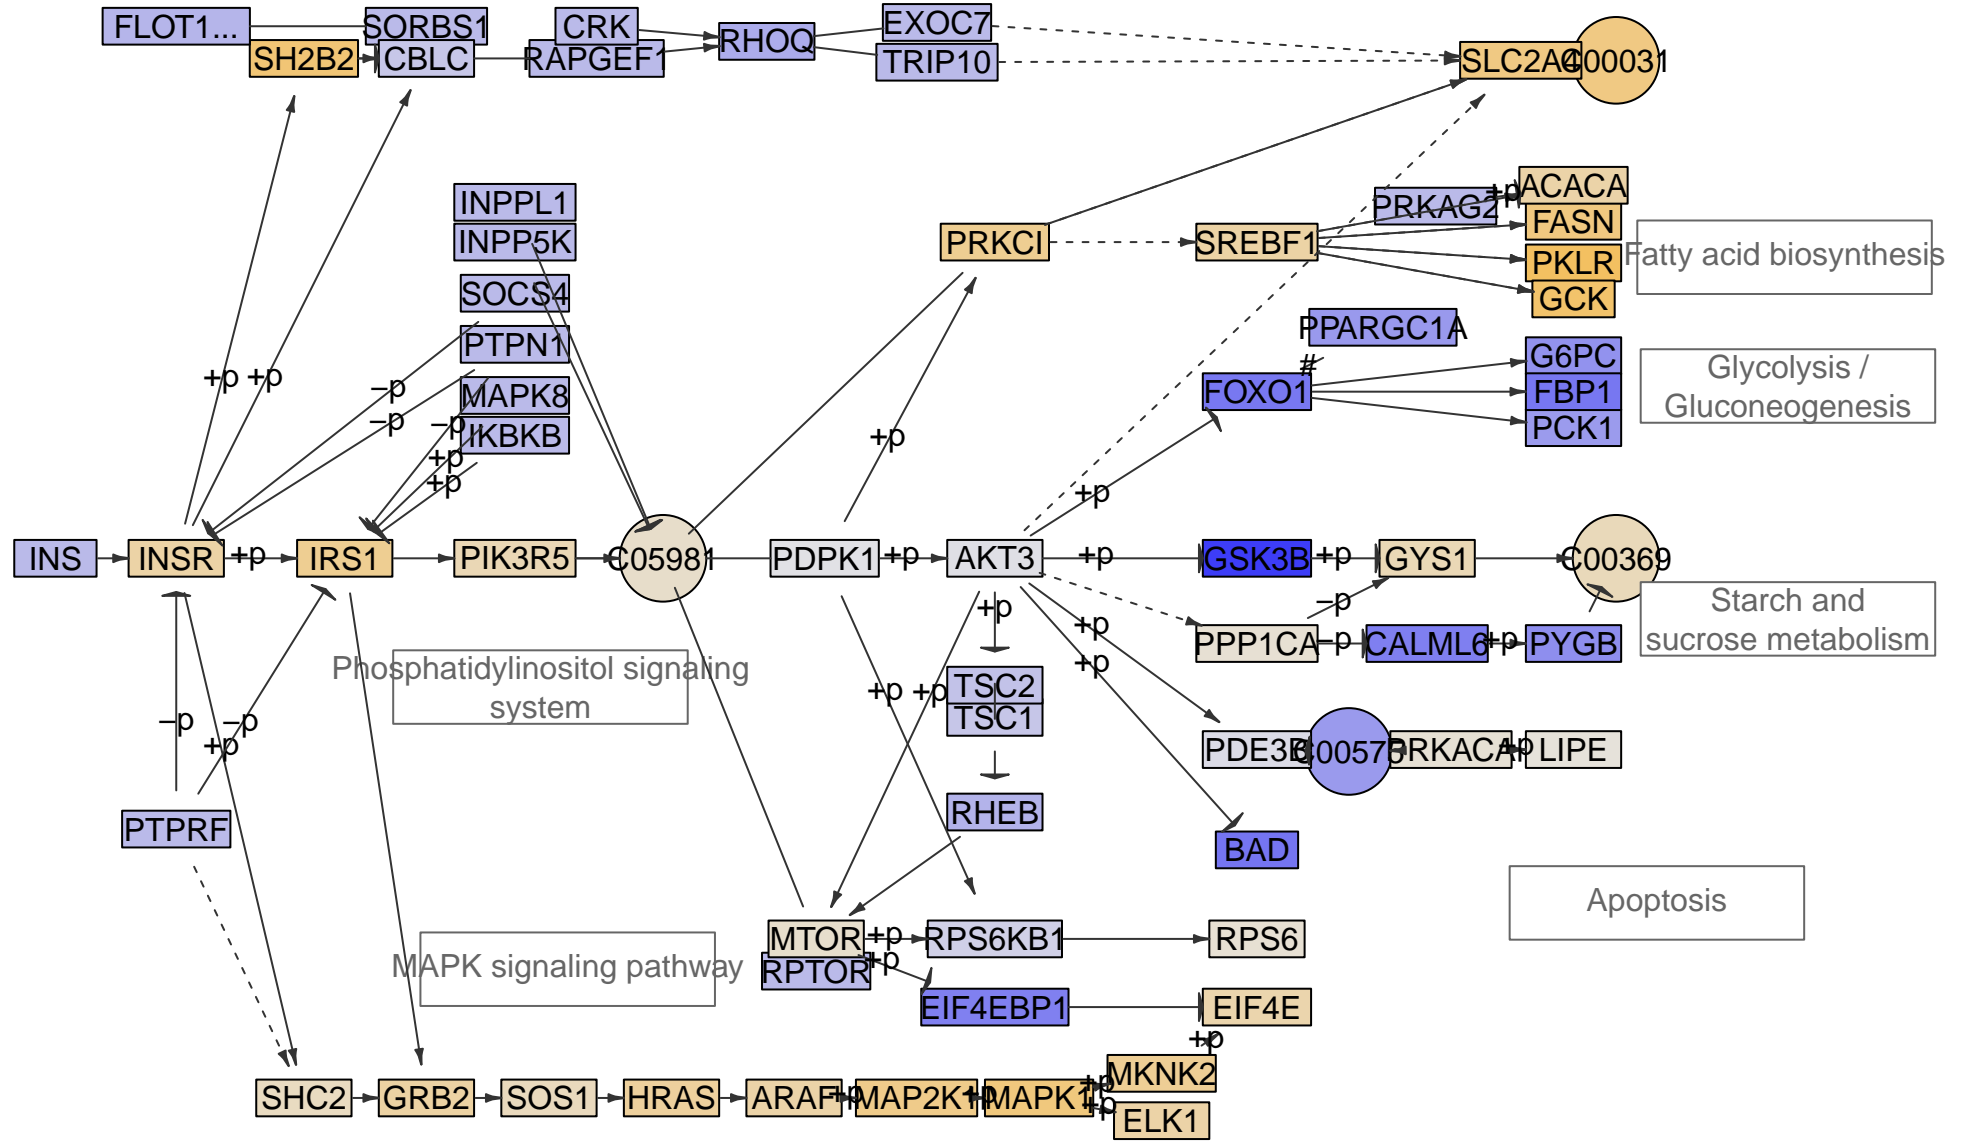 FLOT1...
SORBS1
CRK
EXOC7
SH2B2
CBLC
RAPGEF1
RHOQ
TRIP10
SLC2A4
C00031
INPPL1
INPP5K
SOCS4
PTPN1
MAPK8
IKBKB
PRKCI
SREBF1
PRKAG2
+p
ACACA
FASN
PKLR
GCK
Fatty acid biosynthesis
PPARGC1A
#
FOXO1
G6PC
FBP1
PCK1
Glycolysis /
Gluconeogenesis
+p
+p
−p
−p
−p
+p
+p
+p
+p
INS
INSR
+p
IRS1
PIK3R5
C05981
PDPK1
+p
AKT3
+p
GSK3B
+p
GYS1
C00369
Starch and
sucrose metabolism
−p
PPP1CA
−p
CALML6
+p
PYGB
+p
+p
+p
Phosphatidylinositol signaling
system
TSC2
TSC1
+p
+p
−p
−p
+p
PDE3B
C00575
PRKACA
+p
LIPE
PTPRF
RHEB
BAD
Apoptosis
MAPK signaling pathway
MTOR
+p
RPS6KB1
RPS6
RPTOR
+p
EIF4EBP1
EIF4E
+p
SHC2
GRB2
SOS1
HRAS
ARAF
+p
MAP2K1
+p
MAPK1
+p
MKNK2
+p
ELK1